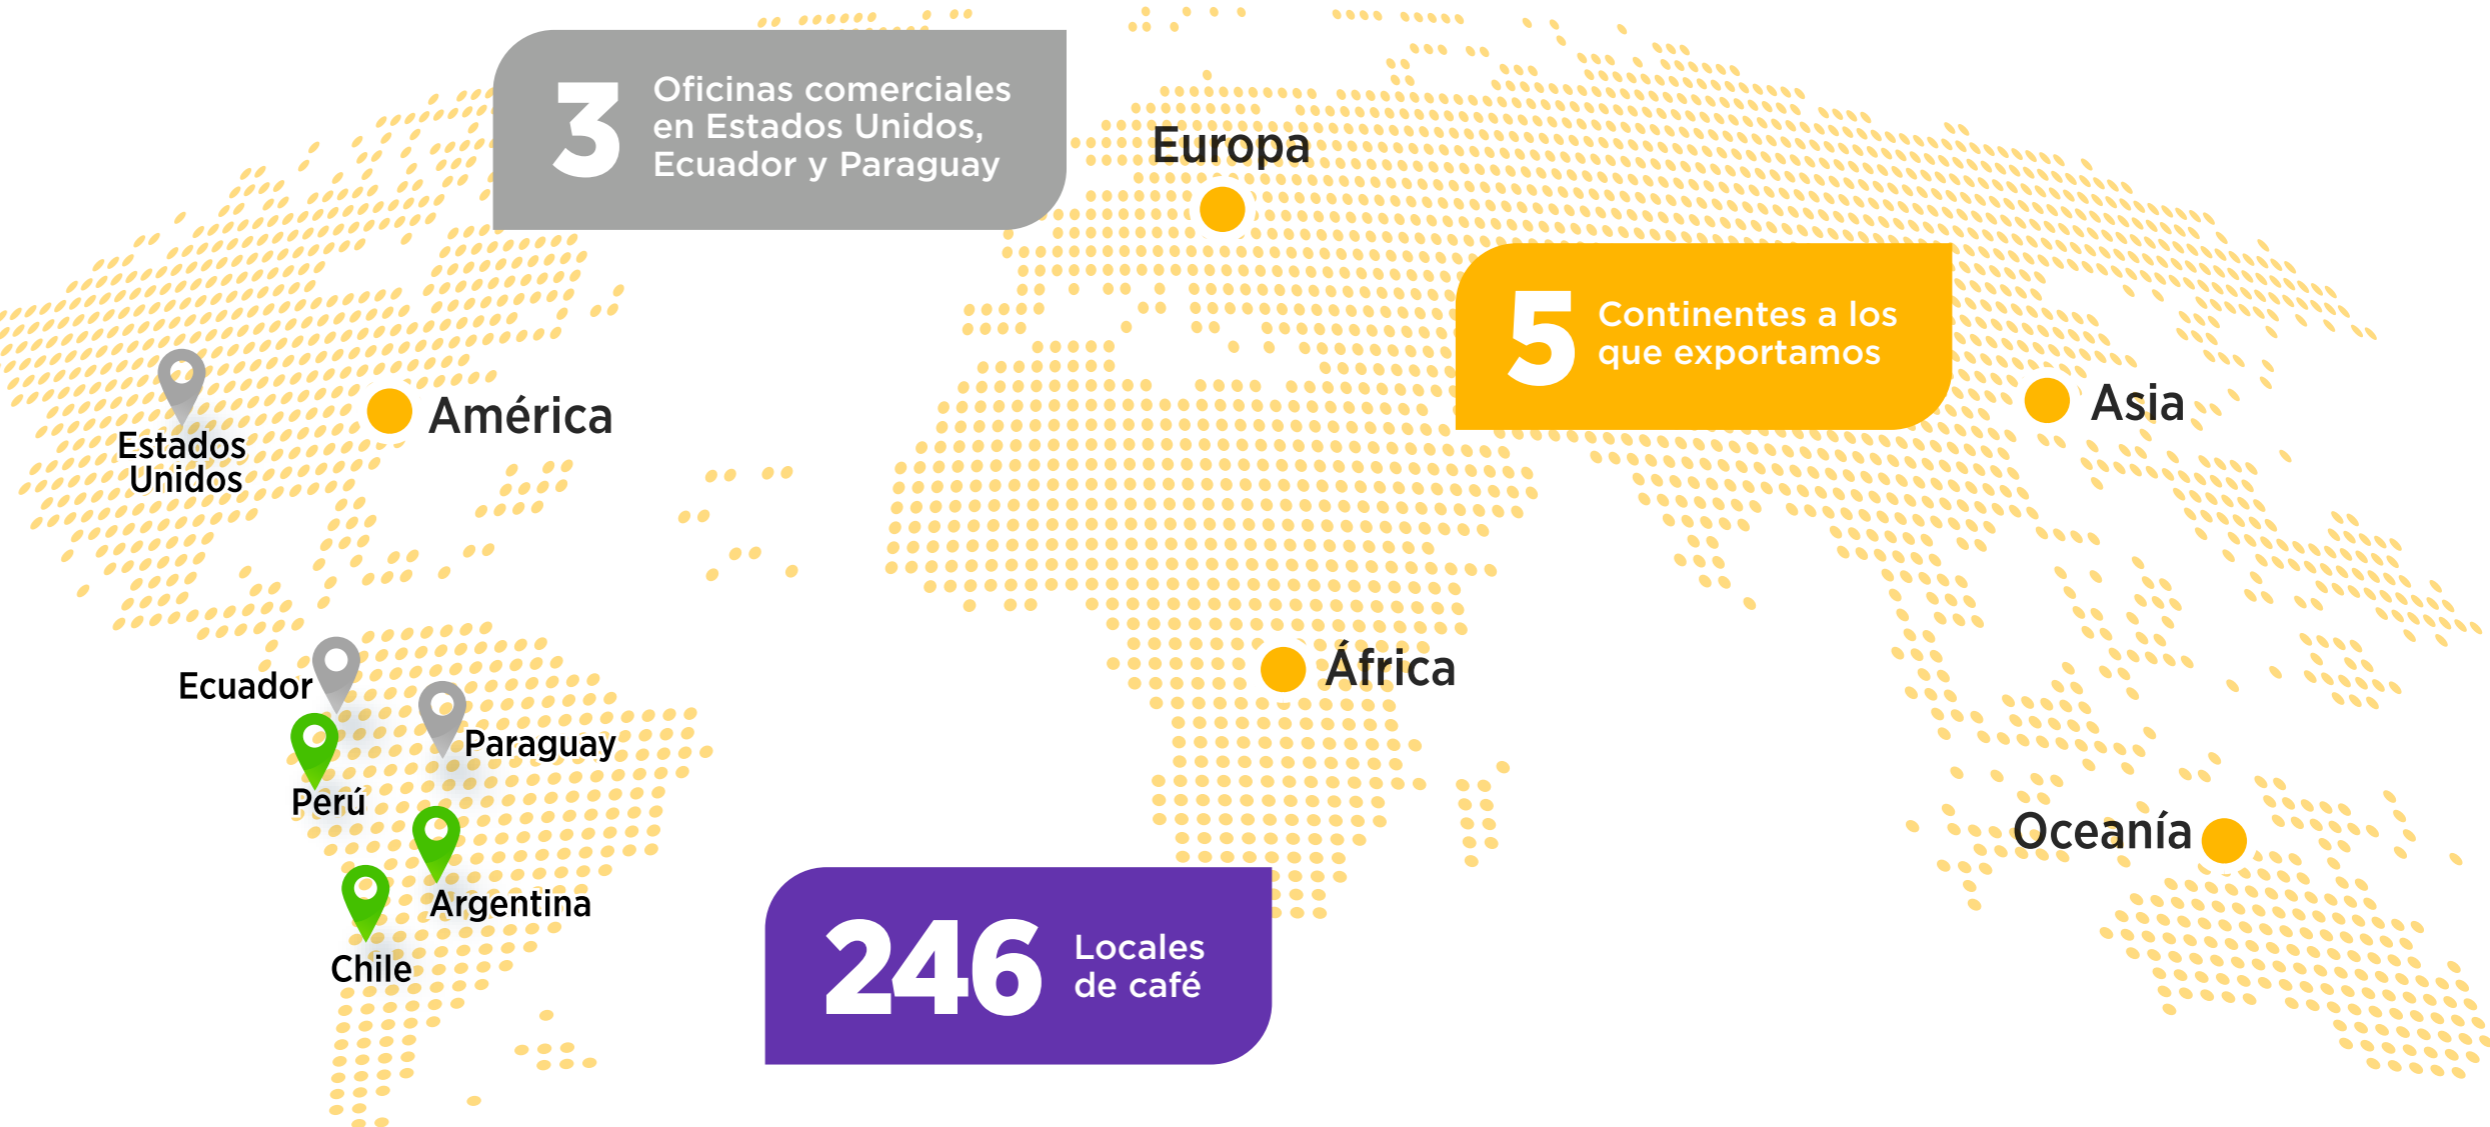 3
Oficinas comerciales
en Estados Unidos,
Ecuador y Paraguay
Europa
5
Continentes a los
que exportamos
América
Asia
Estados
Unidos
África
Ecuador
Paraguay
Perú
Oceanía
Argentina
Chile
246
Locales
de café